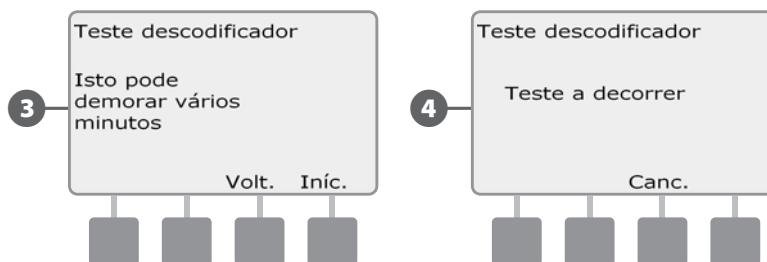 Teste descodificador
Isto pode
demorar vários
minutos
Volt. Iníc.
3
Teste descodificador
Teste a decorrer
Canc.
4